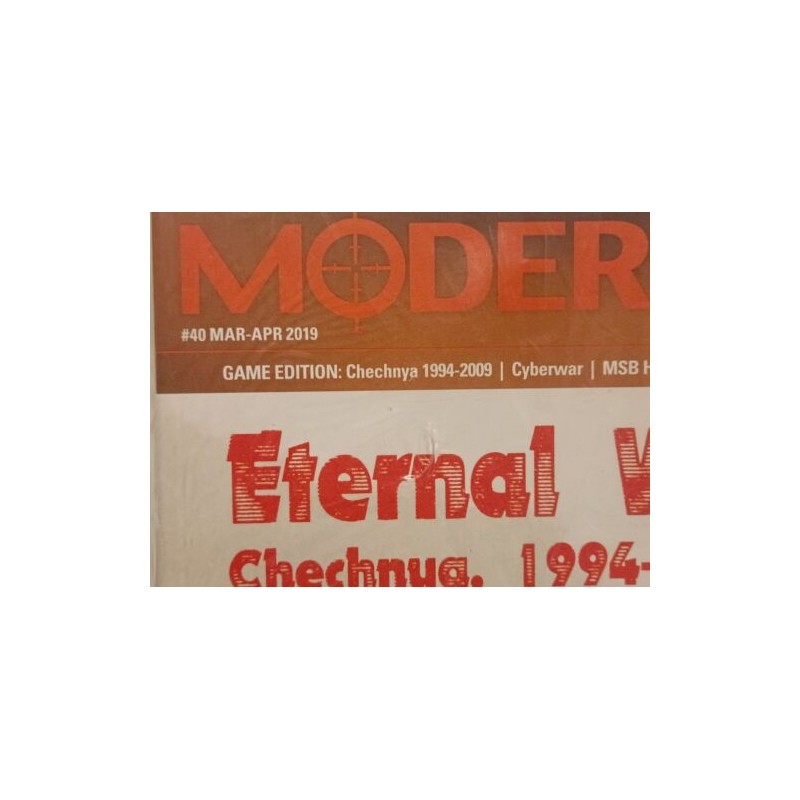 MODER
#40 MAR-APR 2019
GAME EDITION: Chechnya 1994-2009 | Cyberwar | MSB H
Eternal W
Chechnya, 1994-